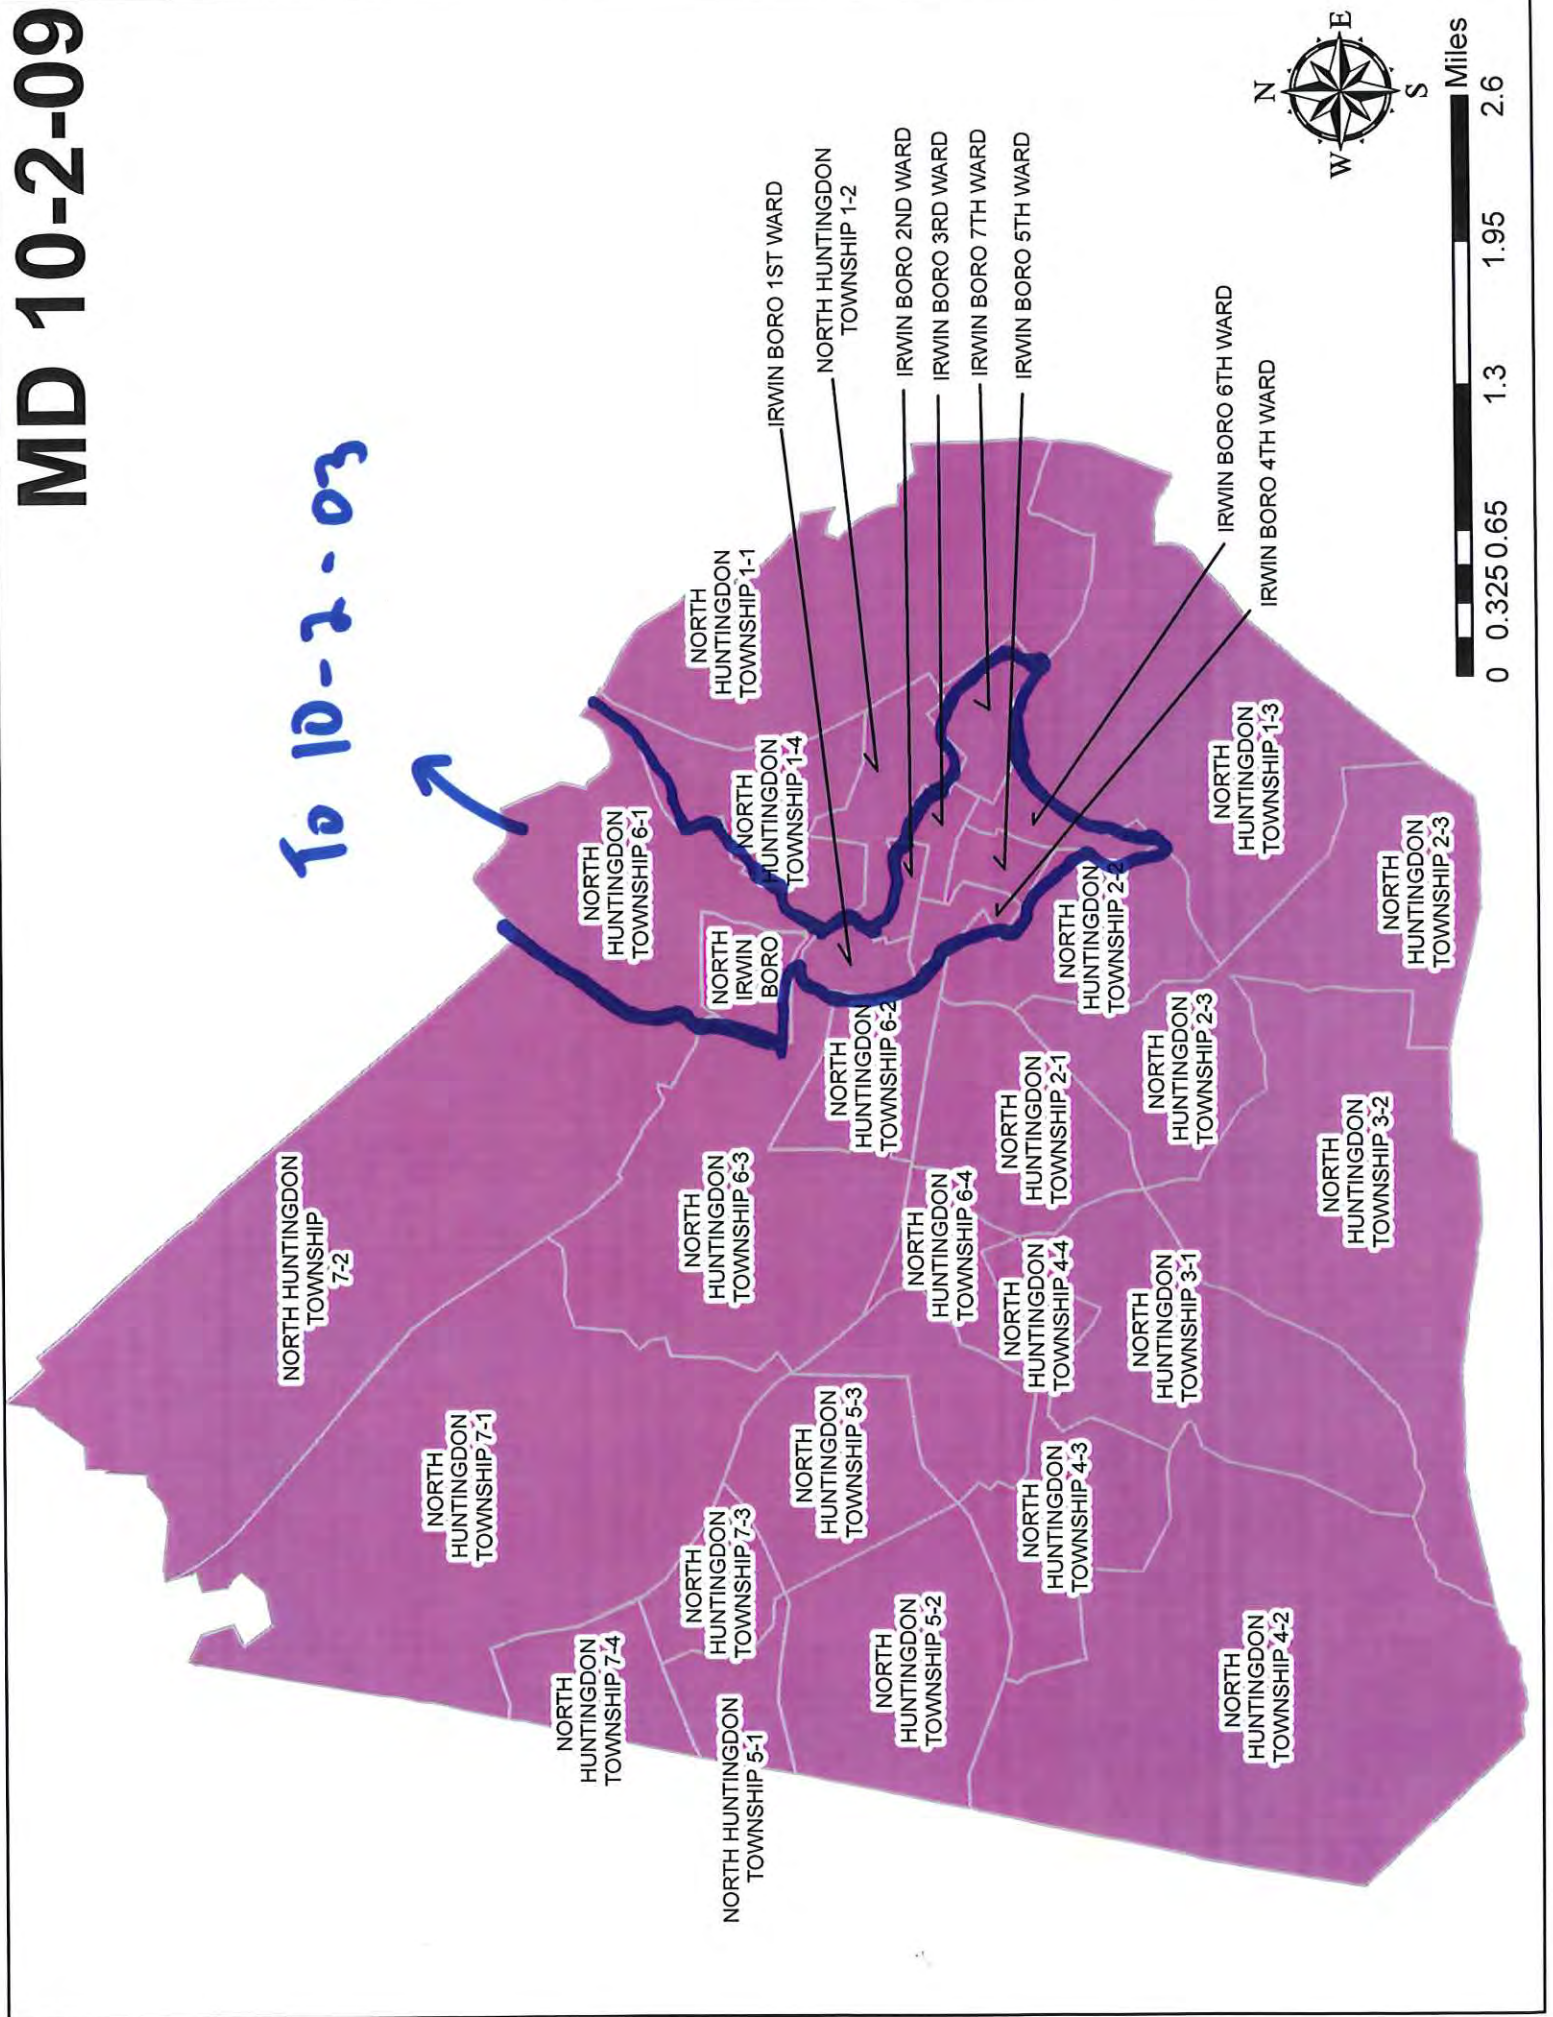 MD 10-2-09
To 10-2-03
NORTH HUNTINGDON
TOWNSHIP
7-2
NORTH
HUNTINGDON
TOWNSHIP 7-1
NORTH
HUNTINGDON
TOWNSHIP 7-4
NORTH
HUNTINGDON
TOWNSHIP 7-3
NORTH HUNTINGDON
TOWNSHIP 5-1
NORTH
HUNTINGDON
TOWNSHIP 6-1
NORTH
HUNTINGDON
TOWNSHIP 6-3
NORTH
IRWIN
BORO
NORTH
HUNTINGDON
TOWNSHIP 1-1
NORTH
HUNTINGDON
TOWNSHIP 1-4
IRWIN BORO 1ST WARD
NORTH HUNTINGDON
TOWNSHIP 1-2
IRWIN BORO 2ND WARD
IRWIN BORO 3RD WARD
IRWIN BORO 7TH WARD
IRWIN BORO 5TH WARD
IRWIN BORO 6TH WARD
IRWIN BORO 4TH WARD
NORTH
HUNTINGDON
TOWNSHIP 5-3
NORTH
HUNTINGDON
TOWNSHIP 6-2
NORTH
HUNTINGDON
TOWNSHIP 5-2
NORTH
HUNTINGDON
TOWNSHIP 6-4
NORTH
HUNTINGDON
TOWNSHIP 4-4
NORTH
HUNTINGDON
TOWNSHIP 2-1
NORTH
HUNTINGDON
TOWNSHIP 2-2
NORTH
HUNTINGDON
TOWNSHIP 4-3
NORTH
HUNTINGDON
TOWNSHIP 3-1
NORTH
HUNTINGDON
TOWNSHIP 2-3
NORTH
HUNTINGDON
TOWNSHIP 1-3
NORTH
HUNTINGDON
TOWNSHIP 4-2
NORTH
HUNTINGDON
TOWNSHIP 3-2
NORTH
HUNTINGDON
TOWNSHIP 2-3
N
W E
S
Miles
0 0.325 0.65 1.3 1.95 2.6